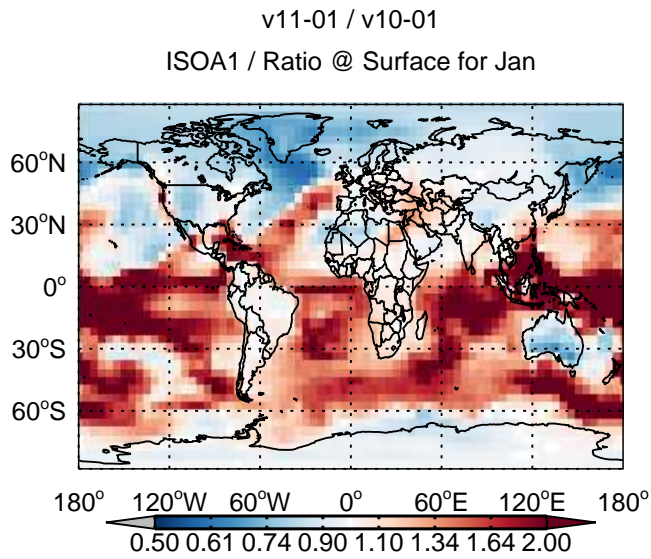 v11-01 / v10-01
ISOA1 / Ratio @ Surface for Jan
60°N
30°N
0°
30°S
60°S
180° 120°W 60°W 0° 60°E 120°E 180°
0.50 0.61 0.74 0.90 1.10 1.34 1.64 2.00